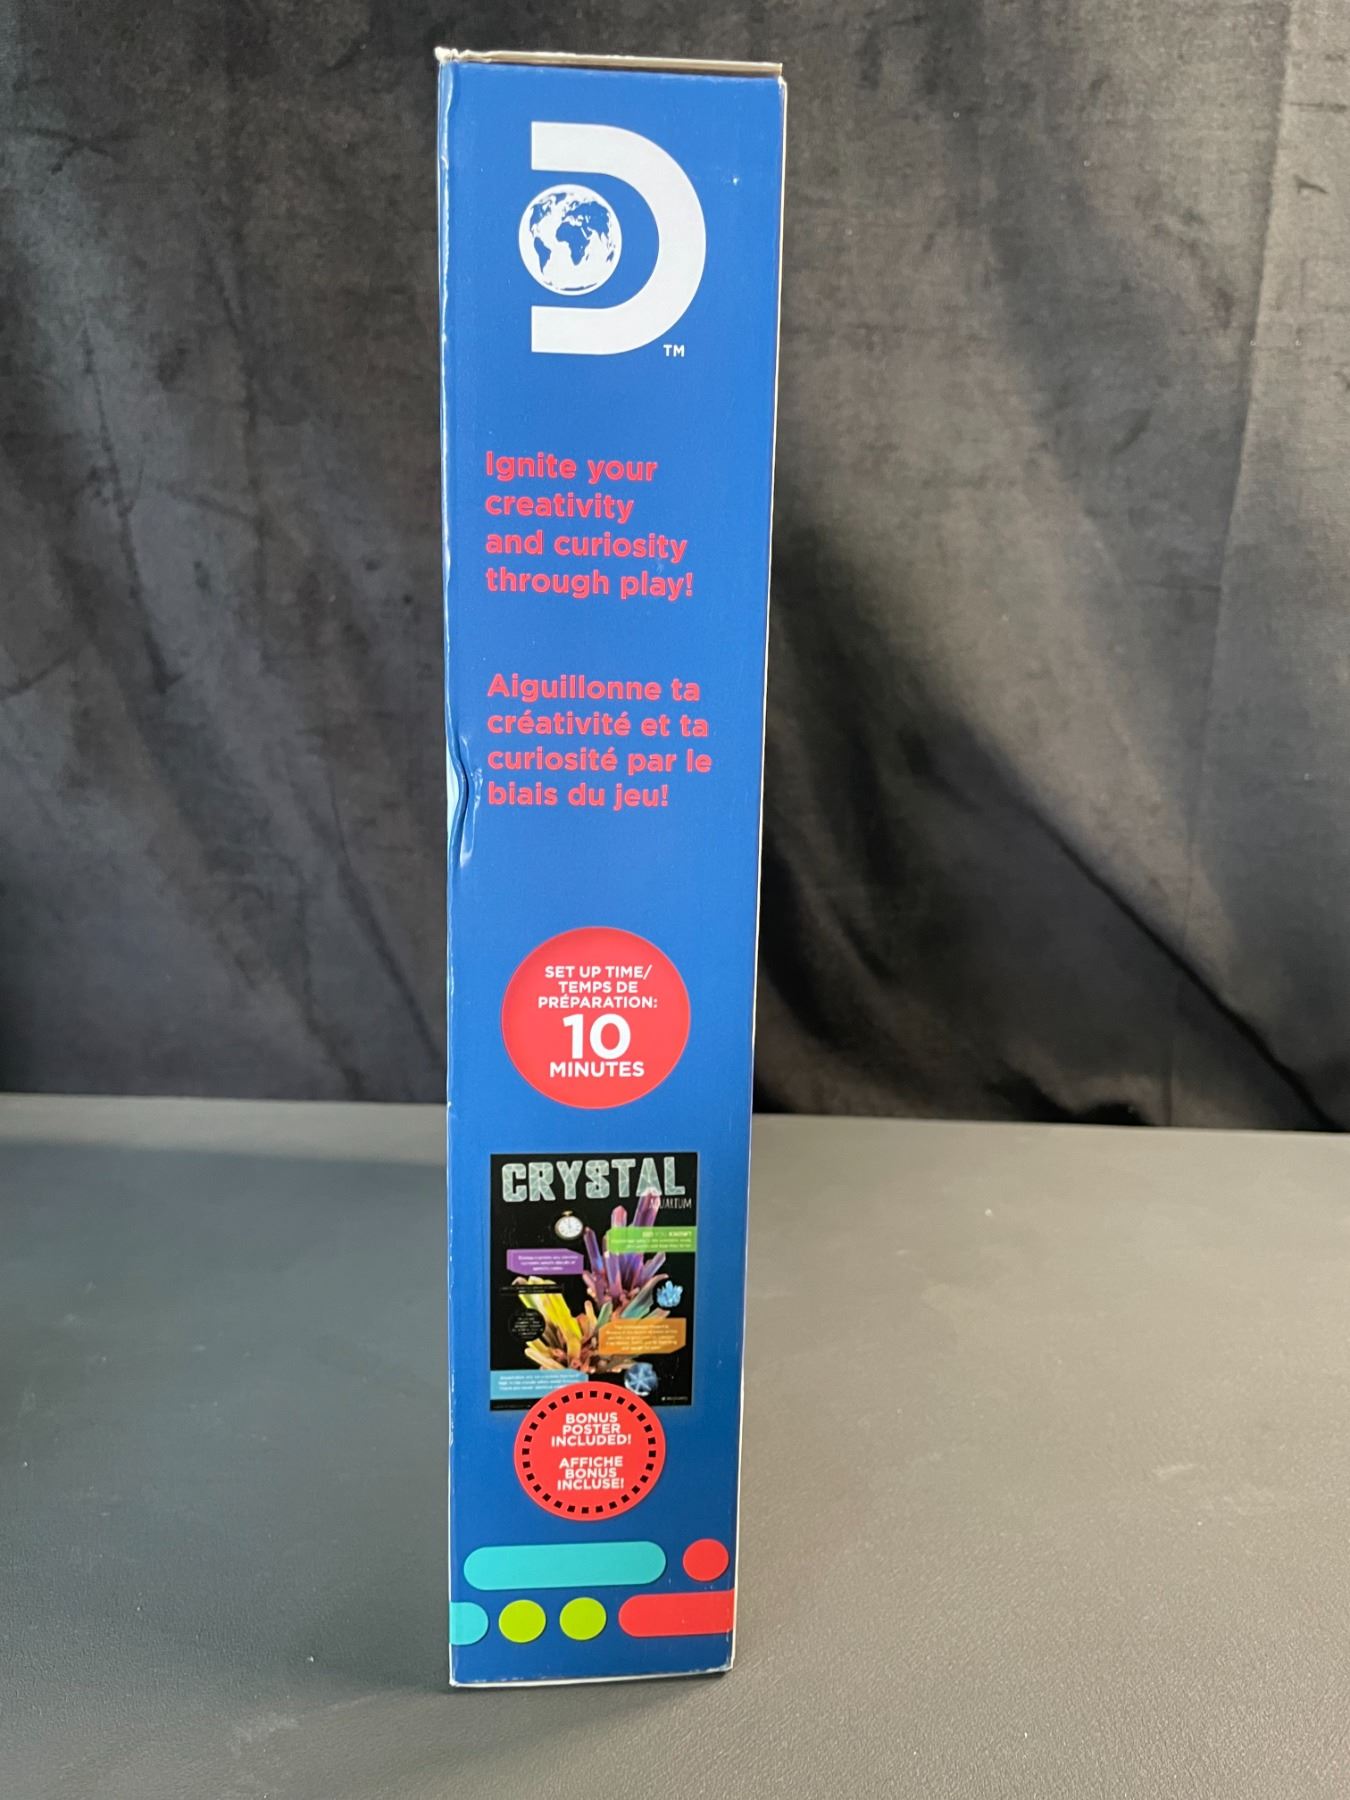 TM
Ignite your
creativity
and curiosity
through play!
Aiguillonne ta
créativité et ta
curiosité par le
biais du jeu!
SET UP TIME/
TEMPS DE
PRÉPARATION:
10
MINUTES
CRYSTAL
AQUARIUM
BONUS
POSTER
INCLUDED!
AFFICHE
BONUS
INCLUSE!